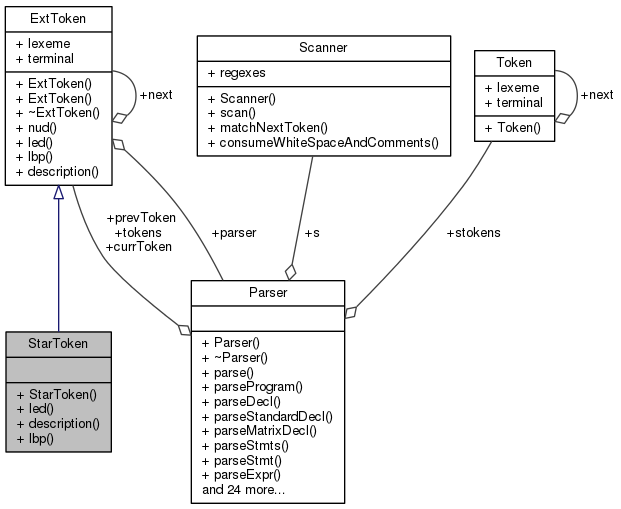 ExtToken
+ lexeme
+ terminal
+ ExtToken()
+ ExtToken()
+ ~ExtToken()
+ nud()
+ led()
+ lbp()
+ description()
+next
Scanner
+ regexes
+ Scanner()
+ scan()
+ matchNextToken()
+ consumeWhiteSpaceAndComments()
Token
+ lexeme
+ terminal
+ Token()
+next
+prevToken
+tokens
+currToken
+parser
+s
+stokens
StarToken
+ StarToken()
+ led()
+ description()
+ lbp()
Parser
+ Parser()
+ ~Parser()
+ parse()
+ parseProgram()
+ parseDecl()
+ parseStandardDecl()
+ parseMatrixDecl()
+ parseStmts()
+ parseStmt()
+ parseExpr()
and 24 more...